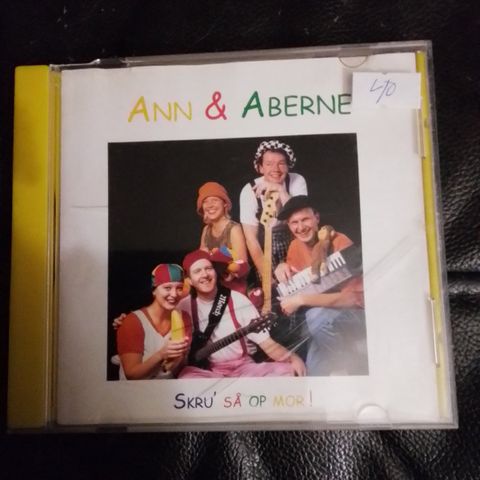 40
ANN & ABERNE
SKRU' SÅ OP MOR!